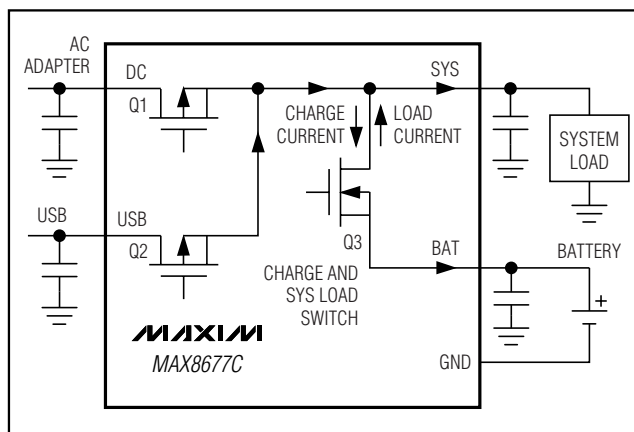 AC
ADAPTER
DC
Q1
SYS
CHARGE
CURRENT
LOAD
CURRENT
SYSTEM
LOAD
USB
USB
Q2
Q3
CHARGE AND
SYS LOAD
SWITCH
BAT
BATTERY
+
MAXIM
MAX8677C
GND